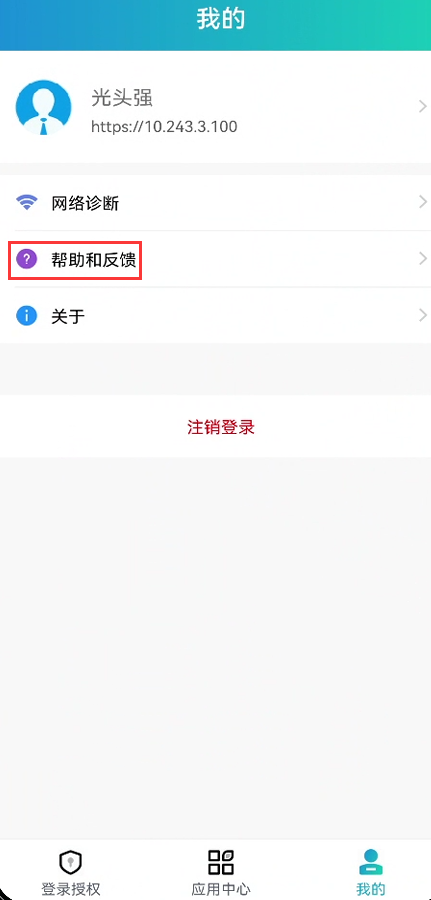 我的
光头强
https://10.243.3.100
网络诊断
帮助和反馈
关于
注销登录
登录授权
应用中心
我的